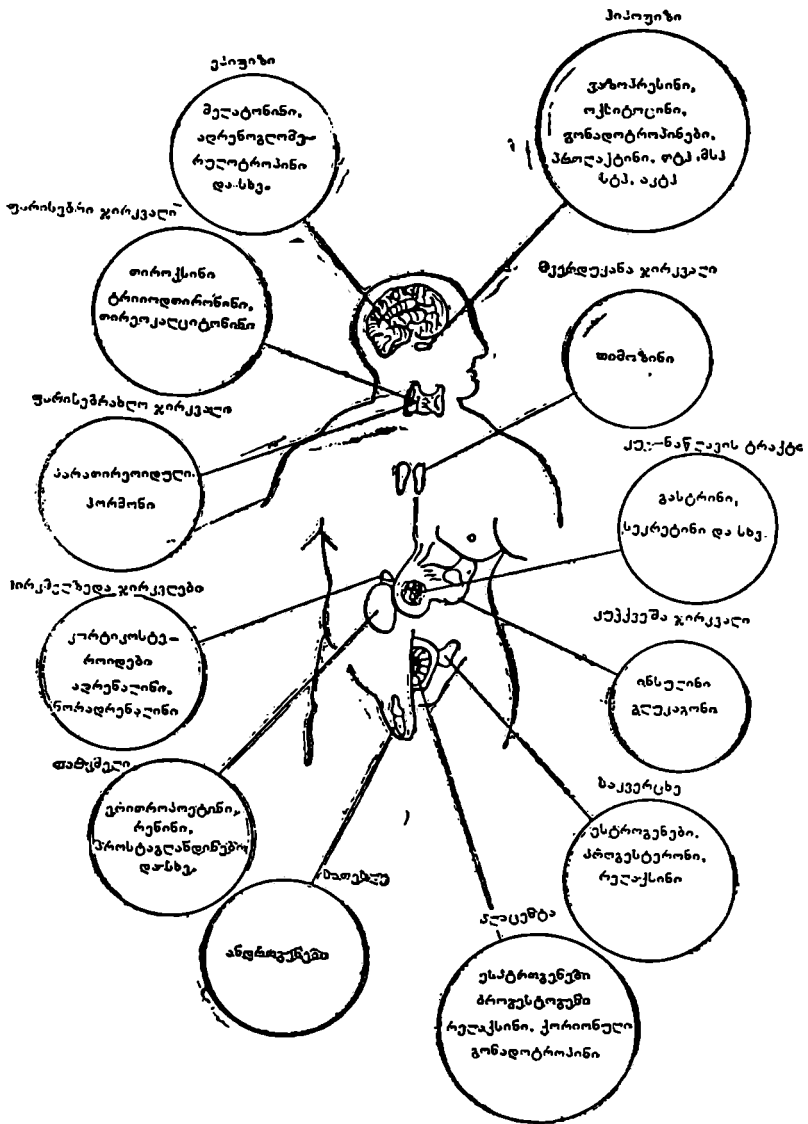 ჰიპოფიზი
ვაზოპრესინი,
ოქსიტოცინი,
გონადოტროპინები,
პროლაქტინი, თტჰ, მსჰ
სტჰ, აკტჰ
ეპიფიზი
მელატონინი,
ადრენოგლომე-
რულოტროპინი
და სხვ.
ფარისებრი ჯირკვალი
თიროქსინი
ტრიიოდთირონინი,
თირეოკალციტონინი
მკერდუკანა ჯირკვალი
თიმოზინი
ფარისებრახლო ჯირკვალი
პარათირეოიდული
ჰორმონი
კუჭ-ნაწლავის ტრაქტი
გასტრინი,
სეკრეტინი და სხვ.
თირკმელზედა ჯირკვლები
კორტიკოსტე-
როიდები
ადრენალინი,
ნორადრენალინი
კუჭქვეშა ჯირკვალი
ინსულინი
გლუკაგონი
თირკმელი
ერითროპოეტინი,
რენინი,
პროსტაგლანდინები
და სხვ.
საკვერცხე
ესტროგენები,
პროგესტერონი,
რელაქსინი
სათესლე
ანდროგენები
პლაცენტა
ესტროგენები
პროგესტოგენი
რელაქსინი, ქორიონული
გონადოტროპინი